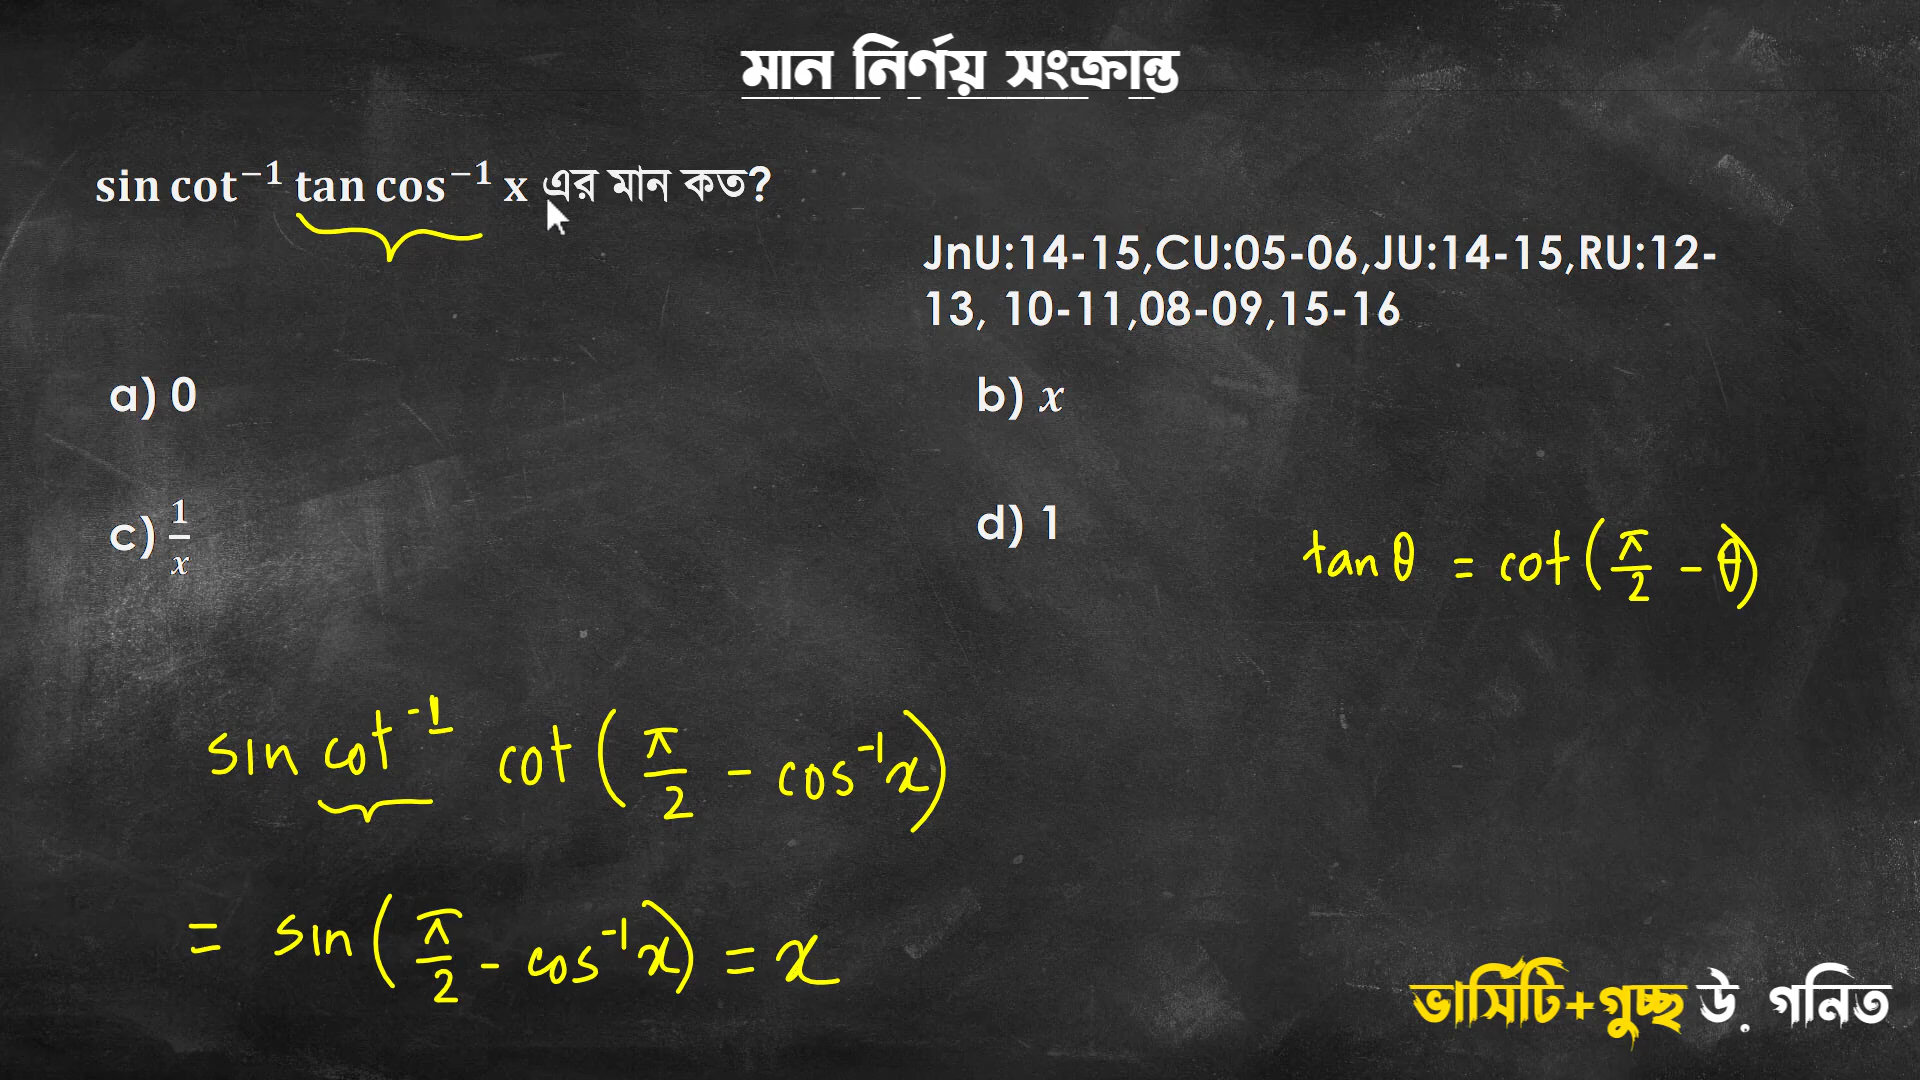 মান নির্ণয় সংক্রান্ত
sin cot⁻¹ tan cos⁻¹ x এর মান কত?
JnU:14-15,CU:05-06,JU:14-15,RU:12-
13, 10-11,08-09,15-16
a) 0
b) x
c) 1/x
d) 1
tan θ = cot (π/2 - θ)
sin cot⁻¹ cot (π/2 - cos⁻¹x)
= sin (π/2 - cos⁻¹x) = x
ভার্সিটি+গুচ্ছ উ. গনিত